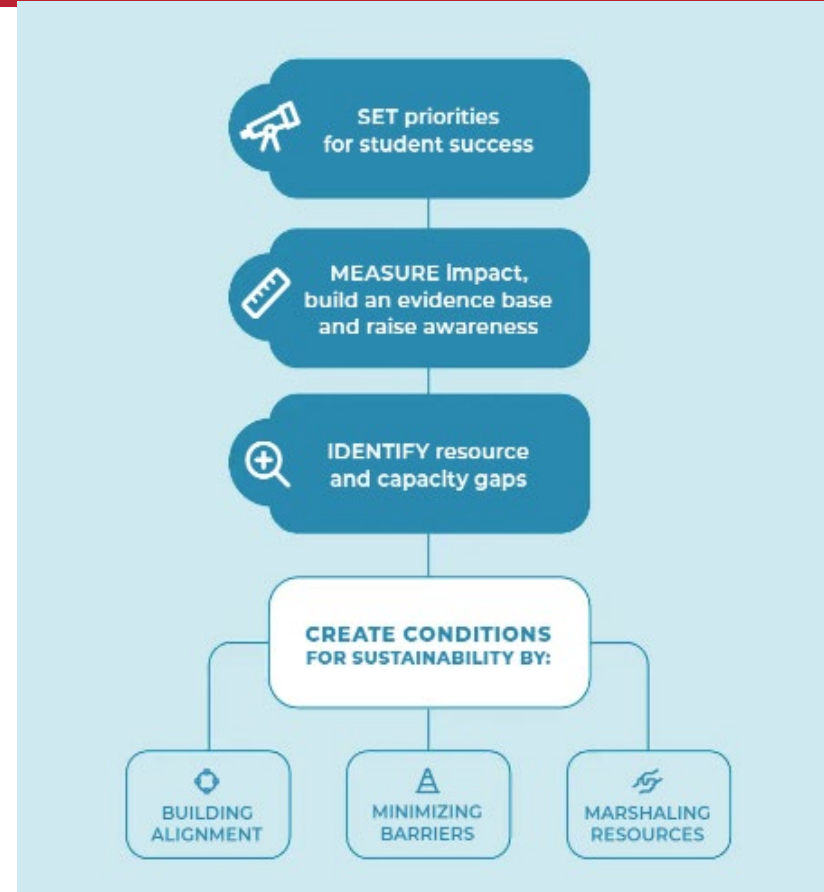 SET priorities
for student success
MEASURE impact,
build an evidence base
and raise awareness
IDENTIFY resource
and capacity gaps
CREATE CONDITIONS
FOR SUSTAINABILITY BY:
BUILDING
ALIGNMENT
MINIMIZING
BARRIERS
MARSHALING
RESOURCES